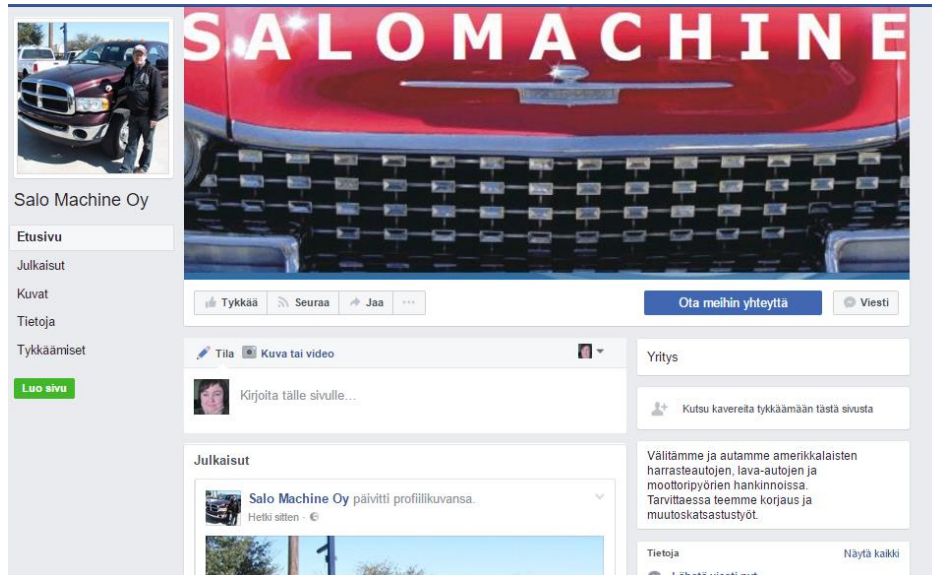 SALOMACHINE
Salo Machine Oy
Etusivu
Julkaisut
Kuvat
Tietoja
Tykkäämiset
Luo sivu
Tykkää Seuraa Jaa ...
Ota meihin yhteyttä Viesti
Tila Kuva tai video
Kirjoita tälle sivulle...
Julkaisut
Salo Machine Oy päivitti profiilikuvansa.
Hetki sitten ·
Yritys
Kutsu kavereita tykkäämään tästä sivusta
Välitämme ja autamme amerikkalaisten
harrasteautojen, lava-autojen ja
moottoripyörien hankinnoissa.
Tarvittaessa teemme korjaus ja
muutoskatsastustyöt.
Tietoja Näytä kaikki
Lähetä viesti nyt